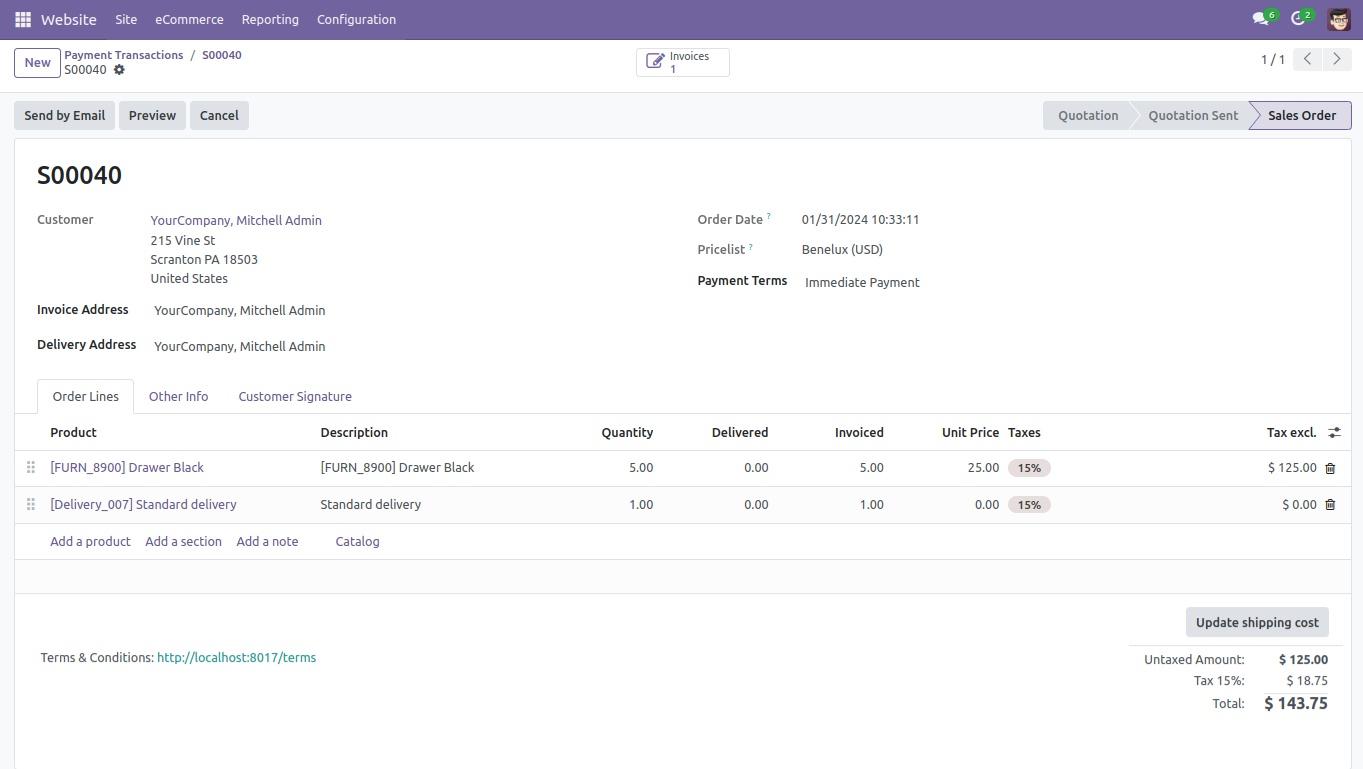 Website Site eCommerce Reporting Configuration 6 2
New Payment Transactions / S00040
S00040
Invoices
1
1 / 1
Send by Email Preview Cancel Quotation Quotation Sent Sales Order
S00040
Customer YourCompany, Mitchell Admin
215 Vine St
Scranton PA 18503
United States
Invoice Address YourCompany, Mitchell Admin
Delivery Address YourCompany, Mitchell Admin
Order Date ? 01/31/2024 10:33:11
Pricelist ? Benelux (USD)
Payment Terms Immediate Payment
Order Lines Other Info Customer Signature
Product Description Quantity Delivered Invoiced Unit Price Taxes Tax excl.
[FURN_8900] Drawer Black [FURN_8900] Drawer Black 5.00 0.00 5.00 25.00 15% $ 125.00
[Delivery_007] Standard delivery Standard delivery 1.00 0.00 1.00 0.00 15% $ 0.00
Add a product Add a section Add a note Catalog
Update shipping cost
Terms & Conditions: http://localhost:8017/terms
Untaxed Amount: $ 125.00
Tax 15%: $ 18.75
Total: $ 143.75